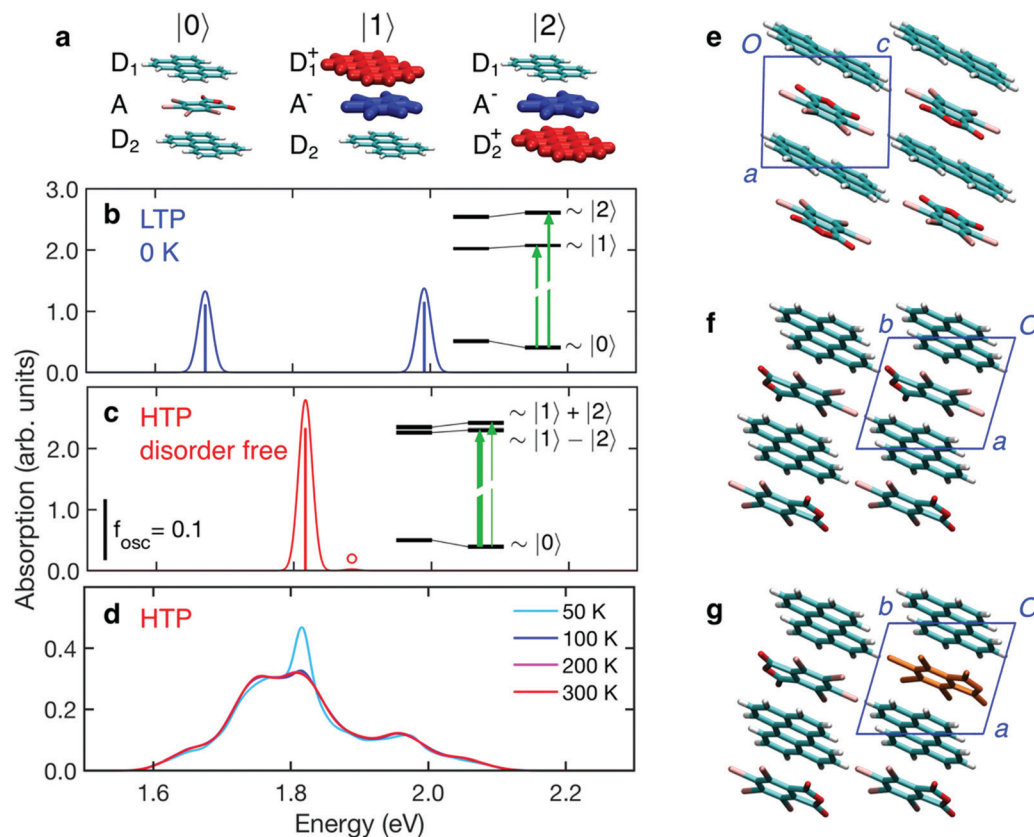 a
|0⟩ |1⟩ |2⟩
D₁ D₁⁺ D₁
A A⁻ A⁻
D₂ D₂ D₂⁺
b LTP
0 K
3.0
2.0
1.0
0.0
~ |2⟩
~ |1⟩
~ |0⟩
c HTP
disorder free
2.0
1.0
0.0
f_osc = 0.1
~ |1⟩ + |2⟩
~ |1⟩ − |2⟩
~ |0⟩
d HTP
0.4
0.2
0.0
50 K
100 K
200 K
300 K
1.6 1.8 2.0 2.2
Energy (eV)
Absorption (arb. units)
e
O c
a
f
b O
a
g
b O
a